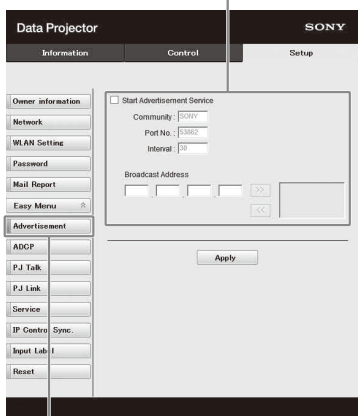 Data Projector
SONY
Information
Control
Setup
Owner information
Network
WLAN Setting
Password
Mail Report
Easy Menu
Advertisement
ADCP
PJ Talk
PJ Link
Service
IP Control Sync.
Input Label
Reset
Start Advertisement Service
Community: SONY
Port No.: 53862
Interval: 30
Broadcast Address
. . .
>>
<<
Apply